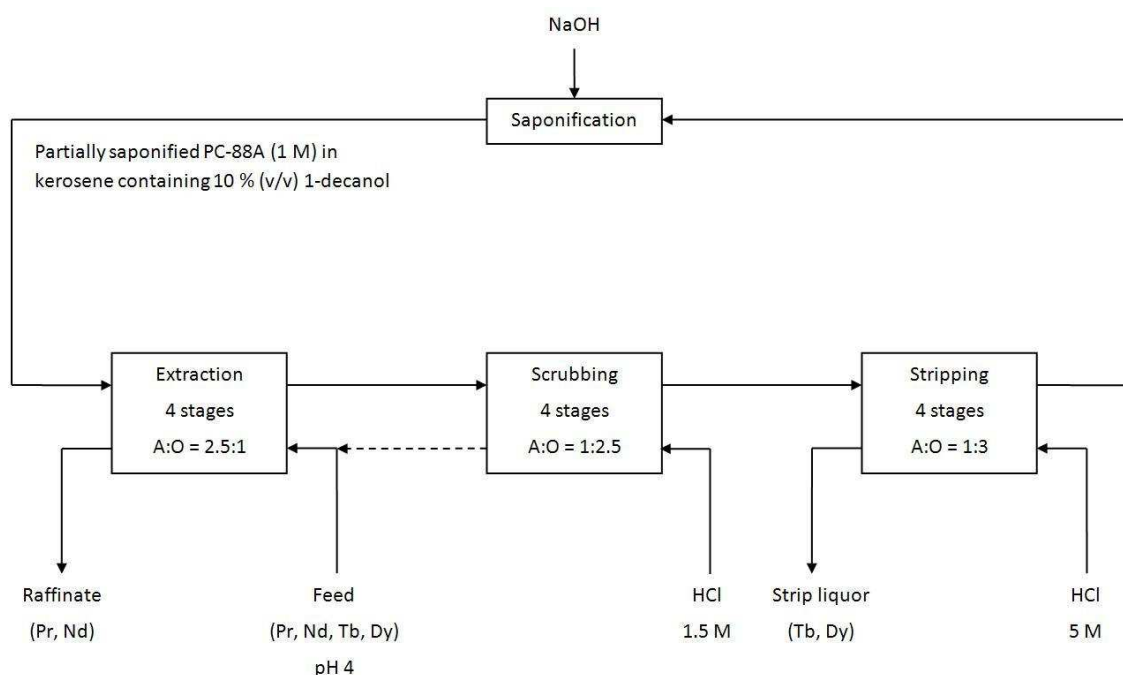 NaOH
Saponification
Partially saponified PC-88A (1 M) in
kerosene containing 10 % (v/v) 1-decanol
Extraction
4 stages
A:O = 2.5:1
Scrubbing
4 stages
A:O = 1:2.5
Stripping
4 stages
A:O = 1:3
Raffinate
(Pr, Nd)
Feed
(Pr, Nd, Tb, Dy)
pH 4
HCl
1.5 M
Strip liquor
(Tb, Dy)
HCl
5 M